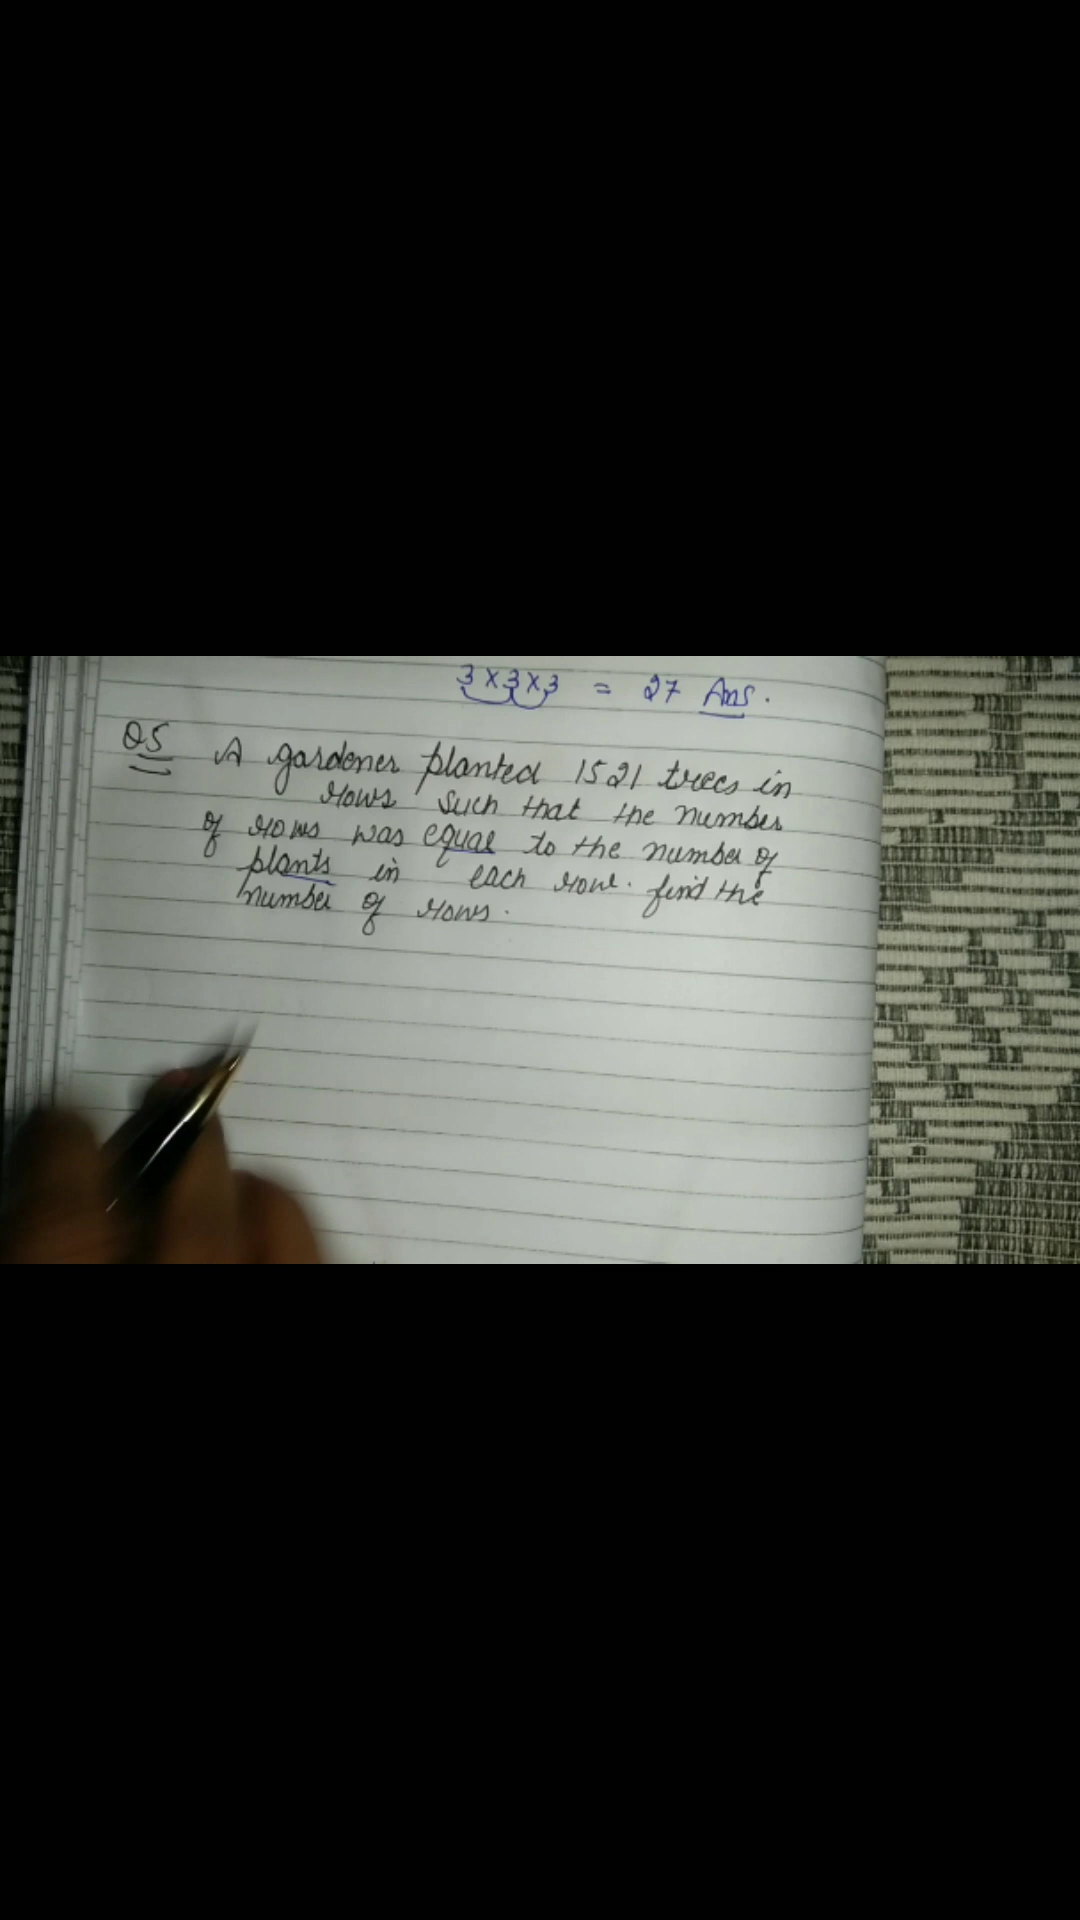 3×3×3 = 27 Ans.
Q5 A gardener planted 1521 trees in
rows such that the number
of rows was equal to the number of
plants in each row. find the
number of rows.